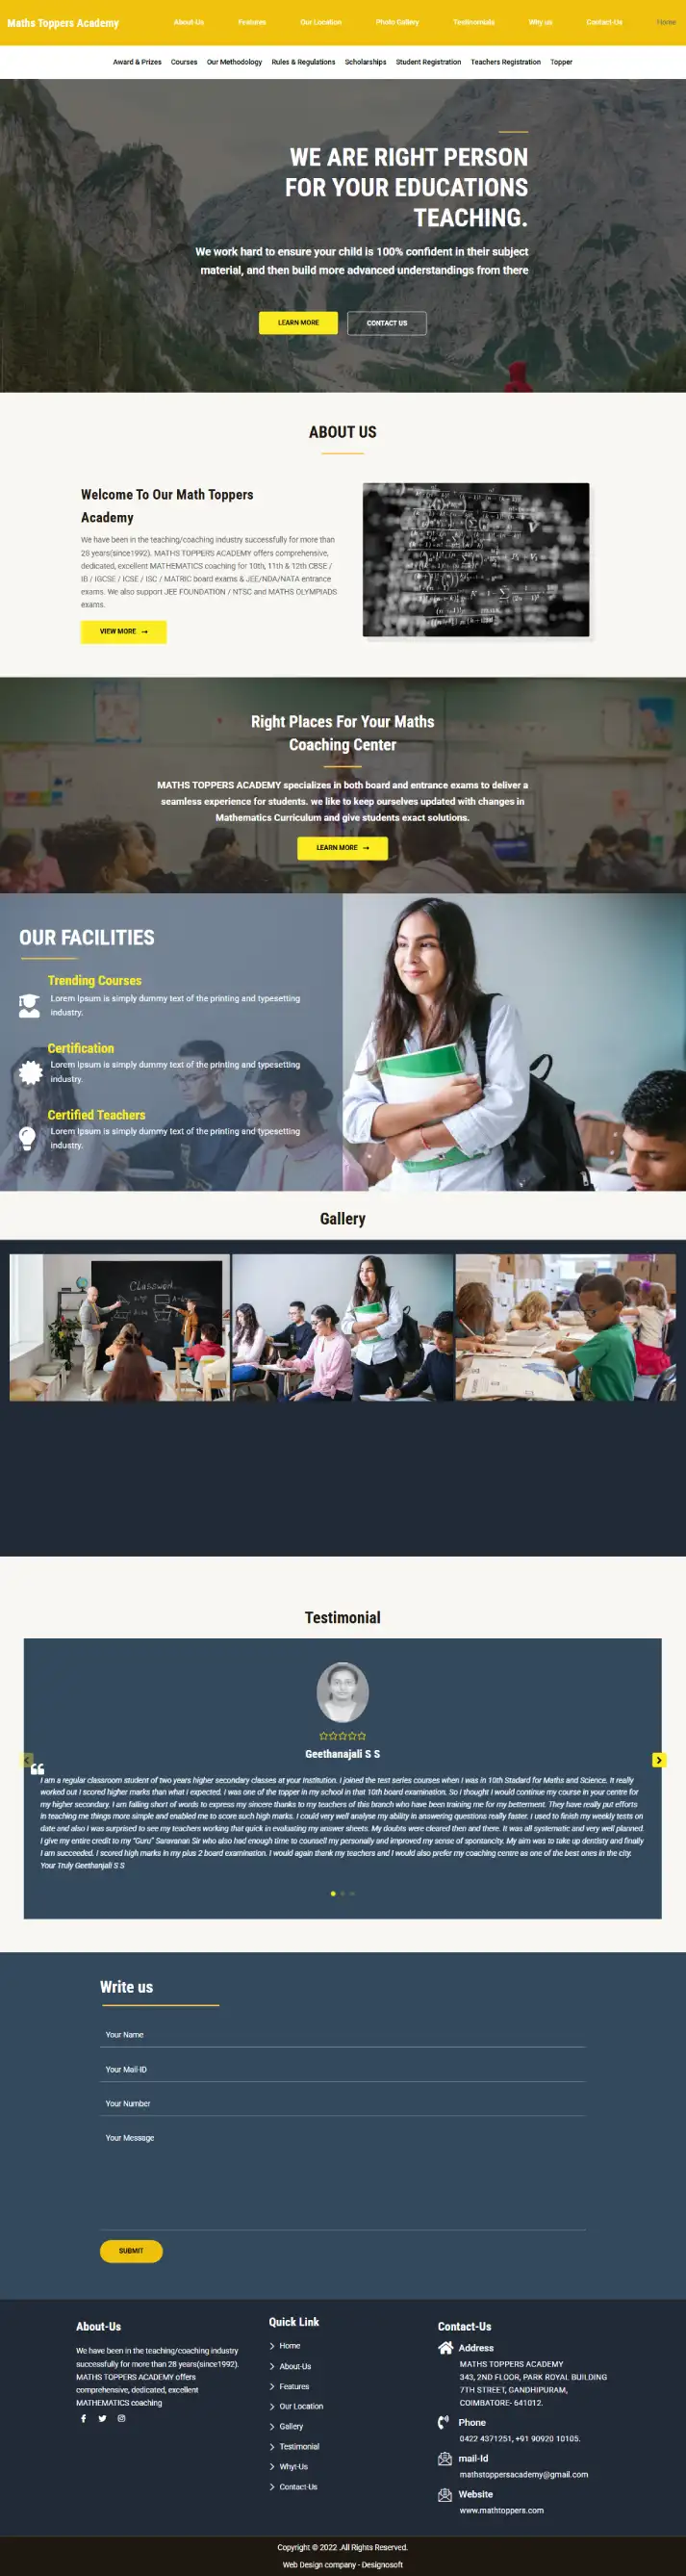 Maths Toppers Academy
About-Us Features Our Location Photo Gallery Testinomials Why us Contact-Us Home
Award & Prizes Courses Our Methodology Rules & Regulations Scholarships Student Registration Teachers Registration Topper
WE ARE RIGHT PERSON
FOR YOUR EDUCATIONS
TEACHING.
We work hard to ensure your child is 100% confident in their subject
material, and then build more advanced understandings from there
LEARN MORE CONTACT US
ABOUT US
Welcome To Our Math Toppers
Academy
We have been in the teaching/coaching industry successfully for more than
28 years(since1992). MATHS TOPPERS ACADEMY offers comprehensive,
dedicated, excellent MATHEMATICS coaching for 10th, 11th & 12th CBSE /
IB / IGCSE / ICSE / ISC / MATRIC board exams & JEE/NDA/NATA entrance
exams. We also support JEE FOUNDATION / NTSC and MATHS OLYMPIADS
exams.
VIEW MORE →
Right Places For Your Maths
Coaching Center
MATHS TOPPERS ACADEMY specializes in both board and entrance exams to deliver a
seamless experience for students. we like to keep ourselves updated with changes in
Mathematics Curriculum and give students exact solutions.
LEARN MORE →
OUR FACILITIES
Trending Courses
Lorem Ipsum is simply dummy text of the printing and typesetting
industry.
Certification
Lorem Ipsum is simply dummy text of the printing and typesetting
industry.
Certified Teachers
Lorem Ipsum is simply dummy text of the printing and typesetting
industry.
Gallery
Testimonial
Geethanajali S S
I am a regular classroom student of two years higher secondary classes at your Institution. I joined the test series courses when I was in 10th Stadard for Maths and Science. It really
worked out I scored higher marks than what I expected. I was one of the topper in my school in that 10th board examination. So I thought I would continue my course in your centre for
my higher secondary. I am falling short of words to express my sincere thanks to my teachers of this branch who have been training me for my betterment. They have really put efforts
in teaching me things more simple and enabled me to score such high marks. I could very well analyse my ability in answering questions really faster. I used to finish my weekly tests on
date and also I was surprised to see my teachers working that quick in evaluating my answer sheets. My doubts were cleared then and there. It was all systematic and very well planned.
I give my entire credit to my "Guru" Sarawanan Sir who also had enough time to counsel my personally and improved my sense of spontancity. My aim was to take up dentistry and finally
I am succeeded. I scored high marks in my plus 2 board examination. I would again thenk my teachers and I would also prefer my coaching centre as one of the best ones in the city.
Your Truly Geethanjali S S
Write us
Your Name
Your Mail-ID
Your Number
Your Message
SUBMIT
About-Us
We have been in the teaching/coaching industry
successfully for more than 28 years(since1992).
MATHS TOPPERS ACADEMY offers
comprehensive, dedicated, excellent
MATHEMATICS coaching
Quick Link
Home
About-Us
Features
Our Location
Gallery
Testimonial
Whyt-Us
Contact-Us
Contact-Us
Address
MATHS TOPPERS ACADEMY
343, 2ND FLOOR, PARK ROYAL BUILDING
7TH STREET, GANDHIPURAM,
COIMBATORE- 641012.
Phone
0422 4371251, +91 90920 10105.
mail-Id
mathstoppersacademy@gmail.com
Website
www.mathtoppers.com
Copyright © 2022 .All Rights Reserved.
Web Design company - Designosoft